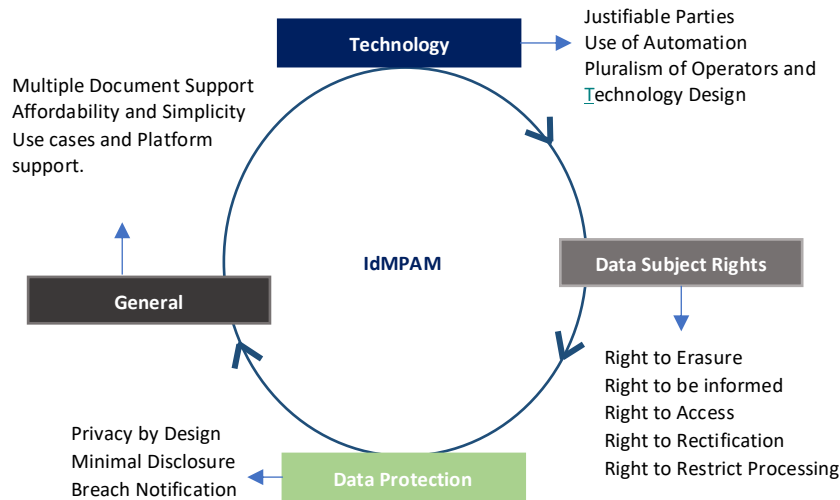 Technology
Justifiable Parties
Use of Automation
Pluralism of Operators and
Technology Design
Multiple Document Support
Affordability and Simplicity
Use cases and Platform
support.
IdMPAM
Data Subject Rights
General
Right to Erasure
Right to be informed
Right to Access
Right to Rectification
Right to Restrict Processing
Privacy by Design
Minimal Disclosure
Breach Notification
Data Protection